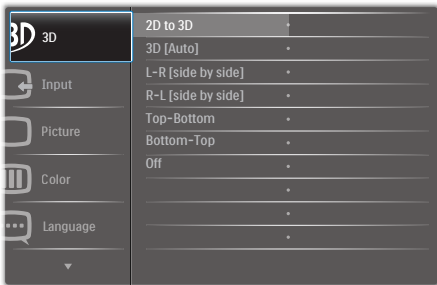 3D 3D
Input
Picture
Color
Language
2D to 3D
3D [Auto]
L-R [side by side]
R-L [side by side]
Top-Bottom
Bottom-Top
Off